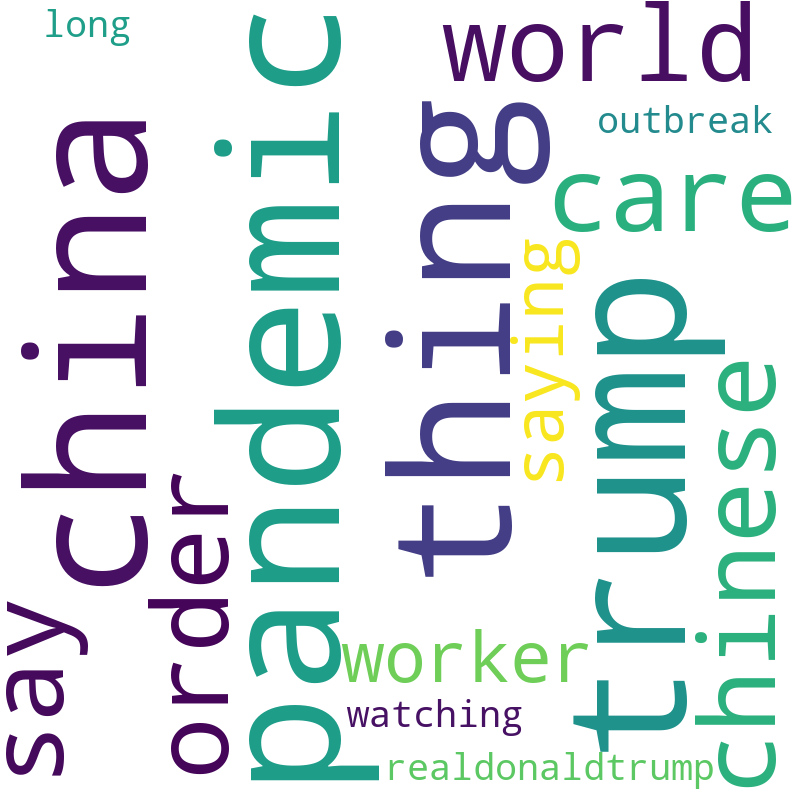 long
china
pandemic
thing
world
outbreak
care
saying
trump
chinese
order
say
worker
watching
realdonaldtrump